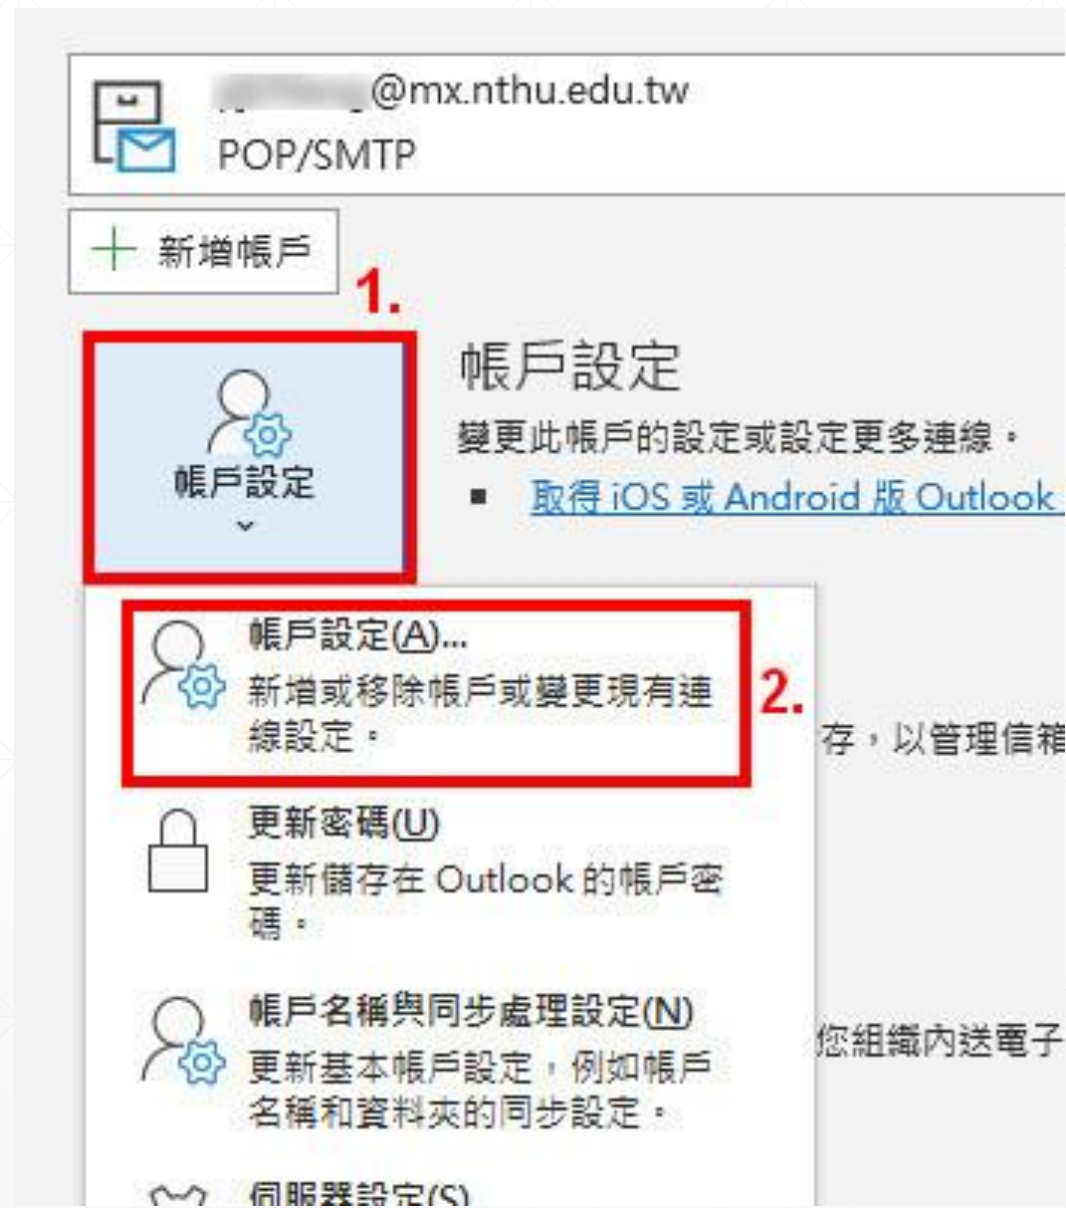 @mx.nthu.edu.tw
POP/SMTP
新增帳戶
1.
帳戶設定
帳戶設定
變更此帳戶的設定或設定更多連線。
▪ 取得 iOS 或 Android 版 Outlook
帳戶設定(A)...
新增或移除帳戶或變更現有連
線設定。
2.
存，以管理信箱
更新密碼(U)
更新儲存在 Outlook 的帳戶密
碼。
帳戶名稱與同步處理設定(N)
更新基本帳戶設定，例如帳戶
名稱和資料夾的同步設定。
您組織內送電子
伺服器設定(S)